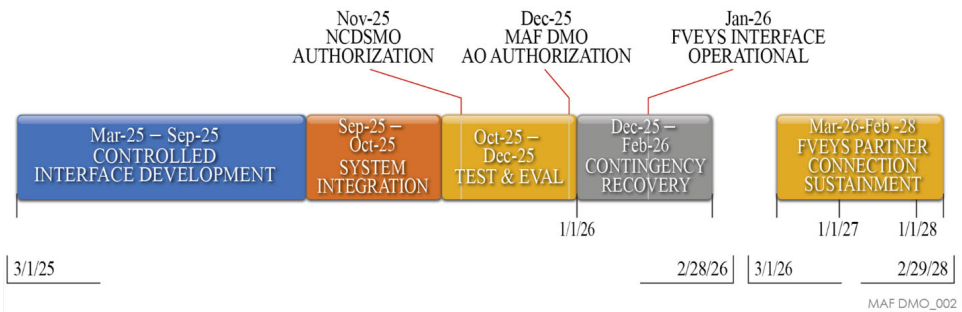 Nov-25
NCDSMO
AUTHORIZATION
Dec-25
MAF DMO
AO AUTHORIZATION
Jan-26
FVEYS INTERFACE
OPERATIONAL
Mar-25 – Sep-25
CONTROLLED
INTERFACE DEVELOPMENT
Sep-25 –
Oct-25
SYSTEM
INTEGRATION
Oct-25 –
Dec-25
TEST & EVAL
Dec-25 –
Feb-26
CONTINGENCY
RECOVERY
Mar-26-Feb -28
FVEYS PARTNER
CONNECTION
SUSTAINMENT
1/1/26
1/1/27
1/1/28
3/1/25
2/28/26
3/1/26
2/29/28
MAF DMO_002